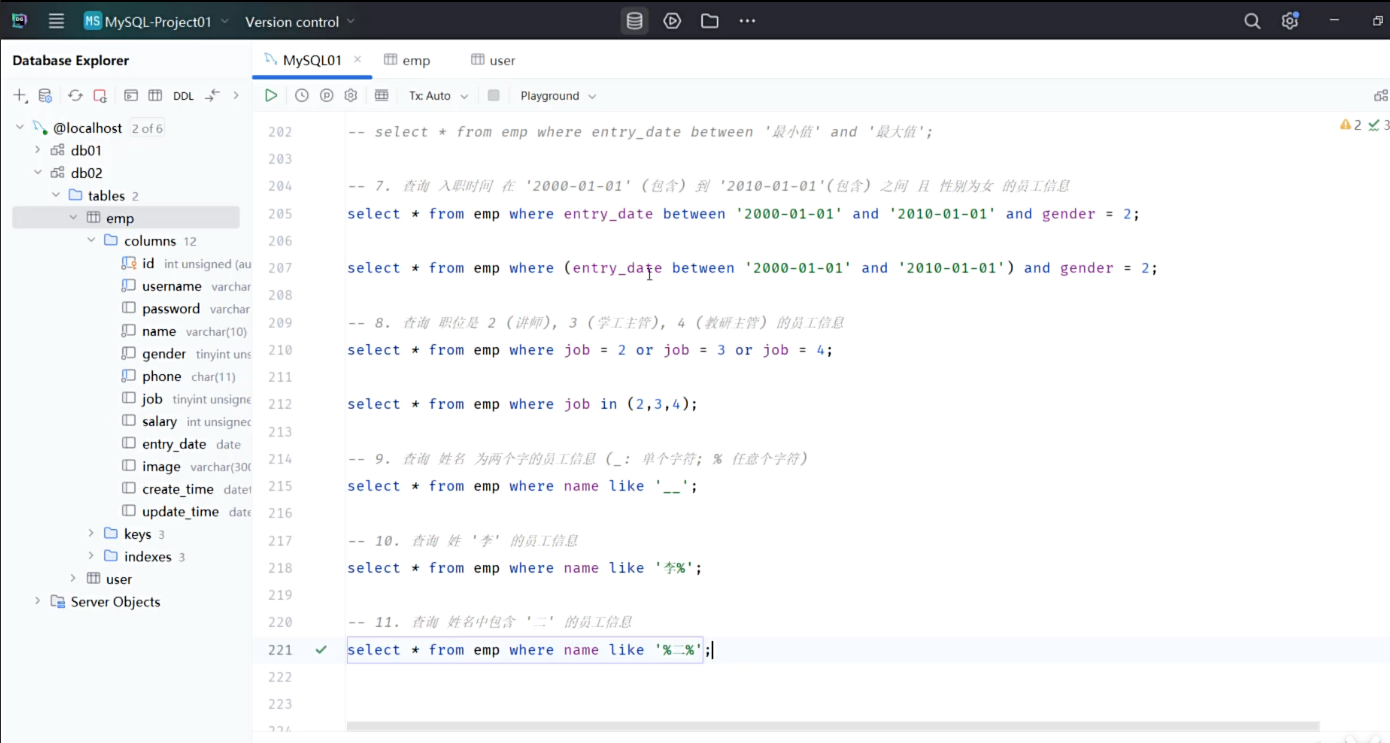 MS MySQL-Project01 Version control
Database Explorer
MySQL01 emp user
DDL
Tx: Auto Playground
@localhost 2 of 6
db01
db02
tables 2
emp
columns 12
id int unsigned (au
username varchar
password varchar
name varchar(10)
gender tinyint uns
phone char(11)
job tinyint unsigne
salary int unsigned
entry_date date
image varchar(300
create_time datet
update_time date
keys 3
indexes 3
user
Server Objects
2 3
202 -- select * from emp where entry_date between '最小值' and '最大值';
203
204 -- 7. 查询 入职时间 在 '2000-01-01' (包含) 到 '2010-01-01'(包含) 之间 且 性别为女 的员工信息
205 select * from emp where entry_date between '2000-01-01' and '2010-01-01' and gender = 2;
206
207 select * from emp where (entry_date between '2000-01-01' and '2010-01-01') and gender = 2;
208
209 -- 8. 查询 职位是 2 (讲师), 3 (学工主管), 4 (教研主管) 的员工信息
210 select * from emp where job = 2 or job = 3 or job = 4;
211
212 select * from emp where job in (2,3,4);
213
214 -- 9. 查询 姓名 为两个字的员工信息 (_: 单个字符; % 任意个字符)
215 select * from emp where name like '__';
216
217 -- 10. 查询 姓 '李' 的员工信息
218 select * from emp where name like '李%';
219
220 -- 11. 查询 姓名中包含 '二' 的员工信息
221 select * from emp where name like '%二%';
222
223
224